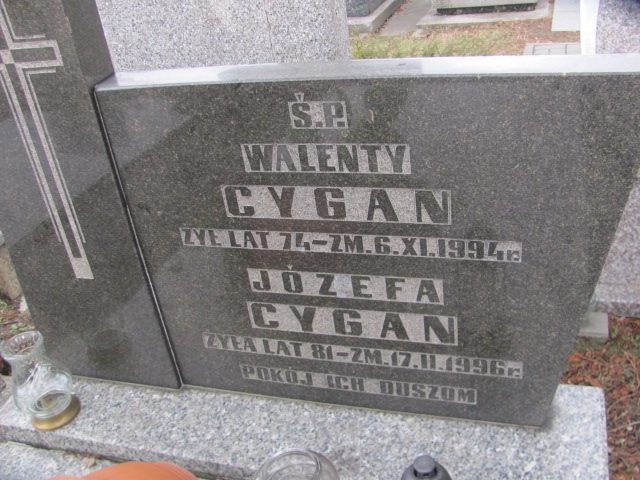 Ś.P.
WALENTY
CYGAN
ŻYŁ LAT 74-ZM.6.XI.1994r.
JÓZEFA
CYGAN
ŻYŁA LAT 81-ZM.17.II.1996r.
POKÓJ ICH DUSZOM